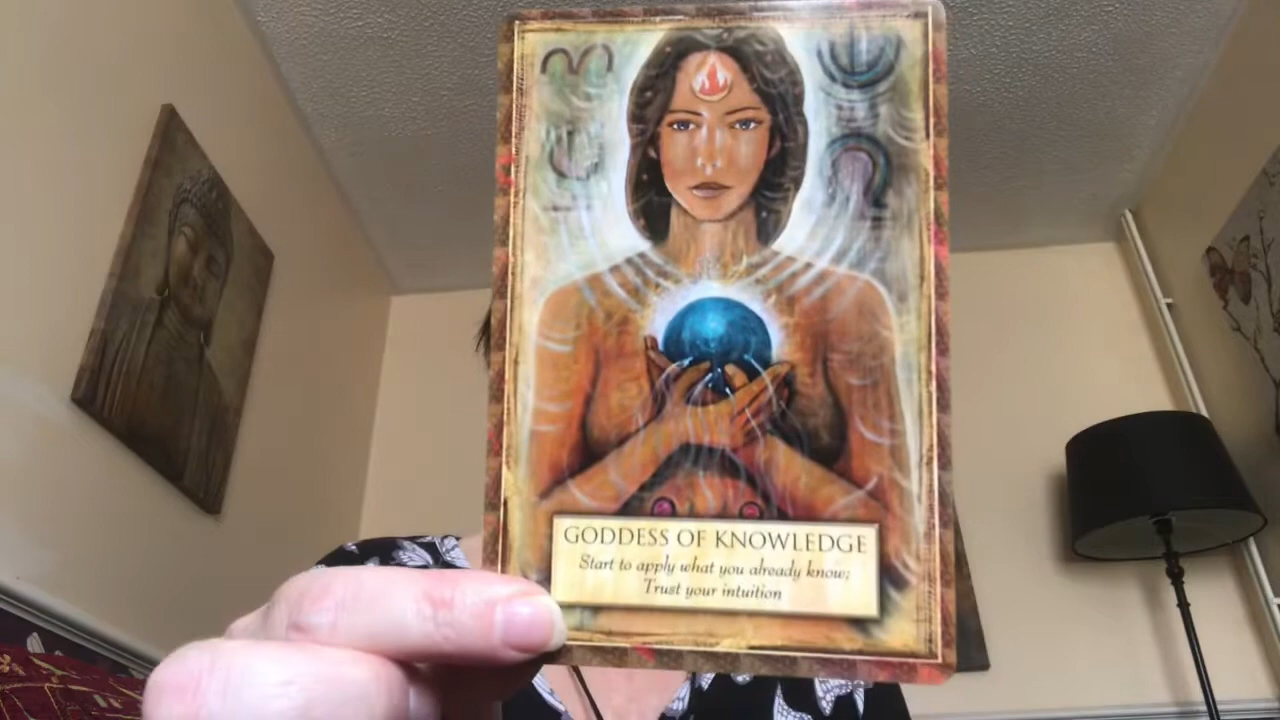 GODDESS OF KNOWLEDGE
Start to apply what you already know;
Trust your intuition